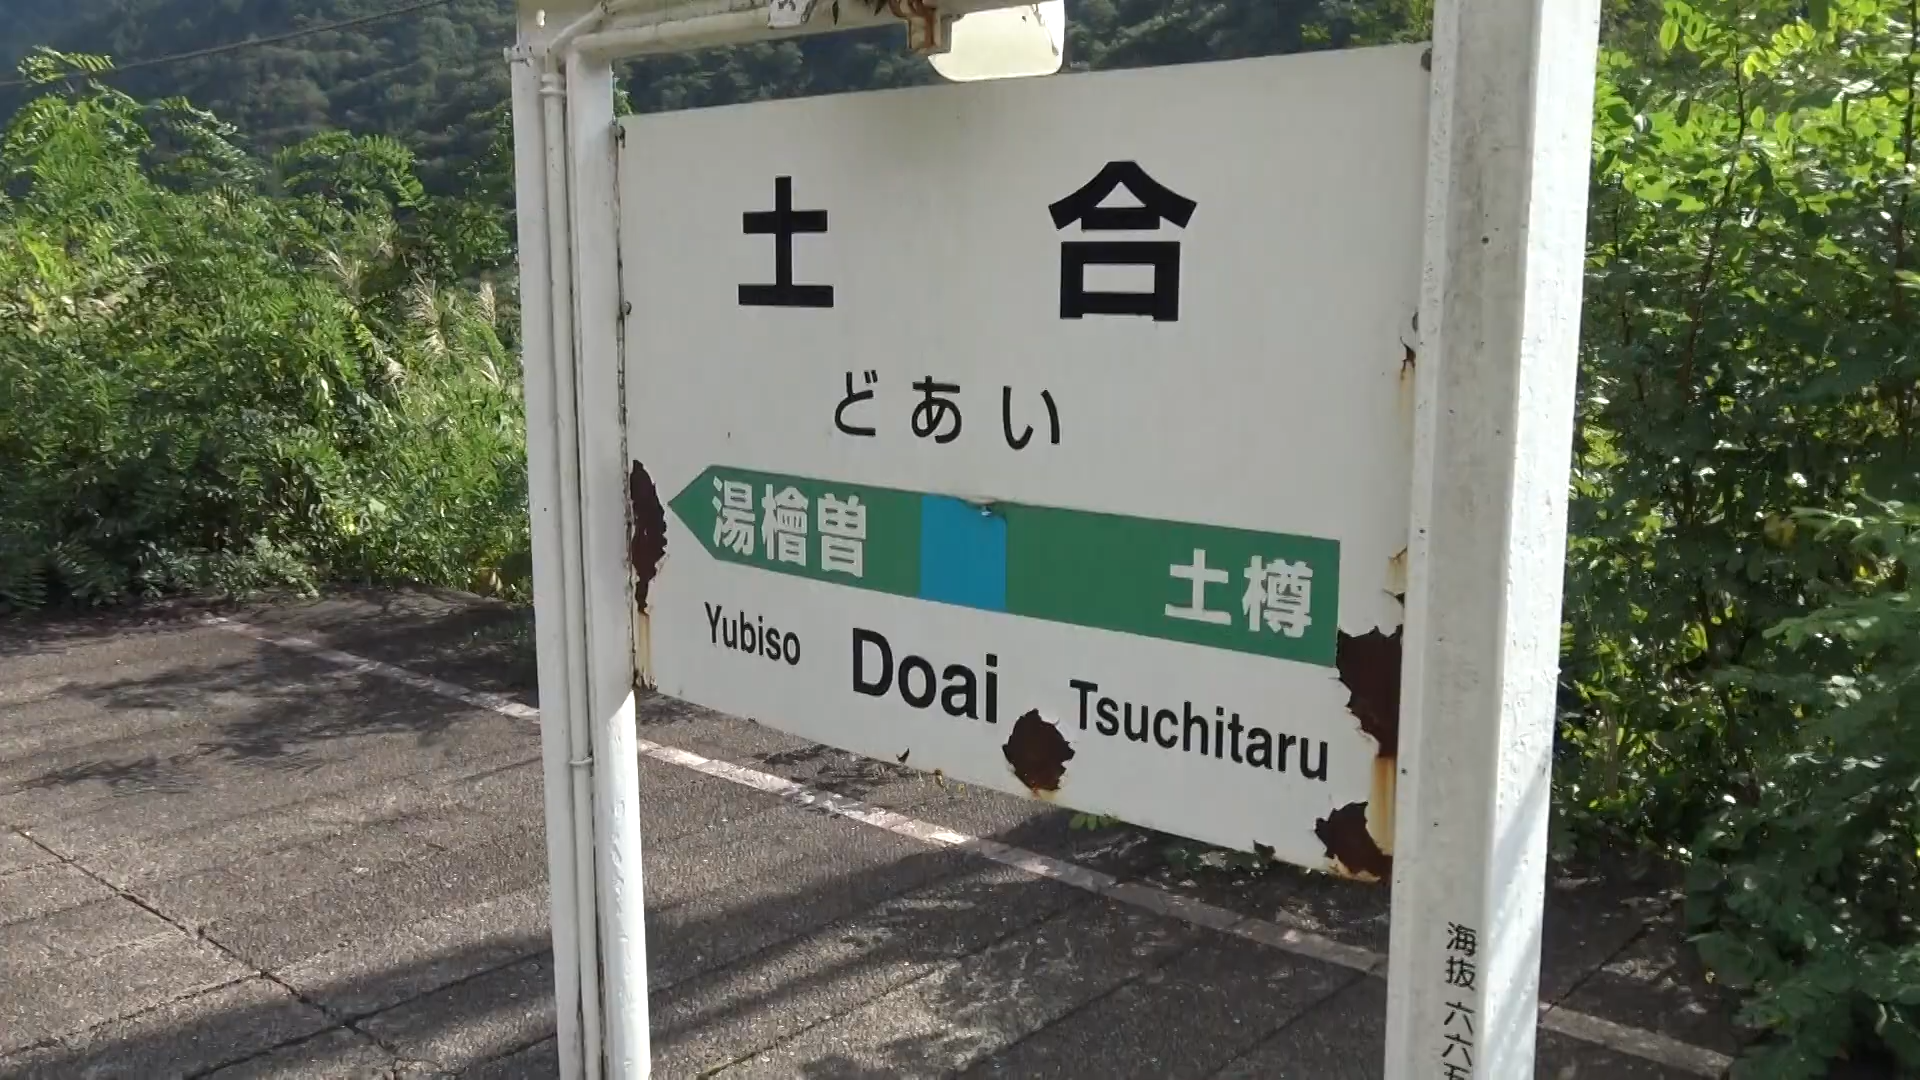 土合
どあい
湯檜曽 土樽
Yubiso Doai Tsuchitaru
海抜 六六五